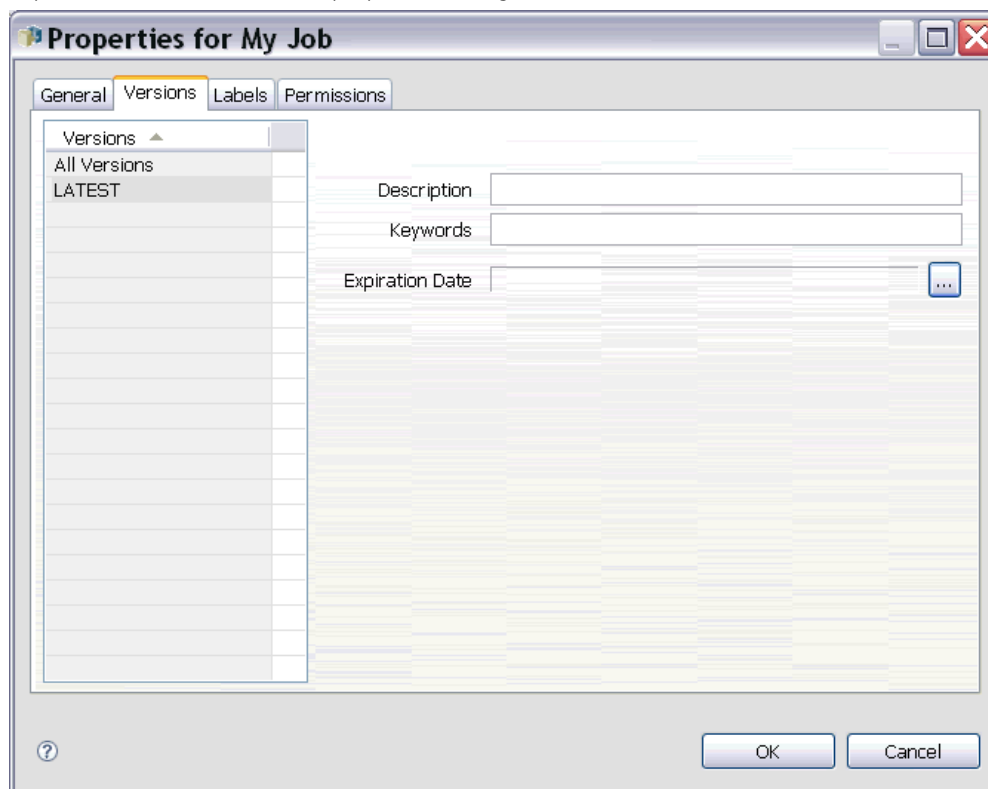 Properties for My Job
General Versions Labels Permissions
Versions
All Versions
LATEST
Description
Keywords
Expiration Date
...
?
OK Cancel